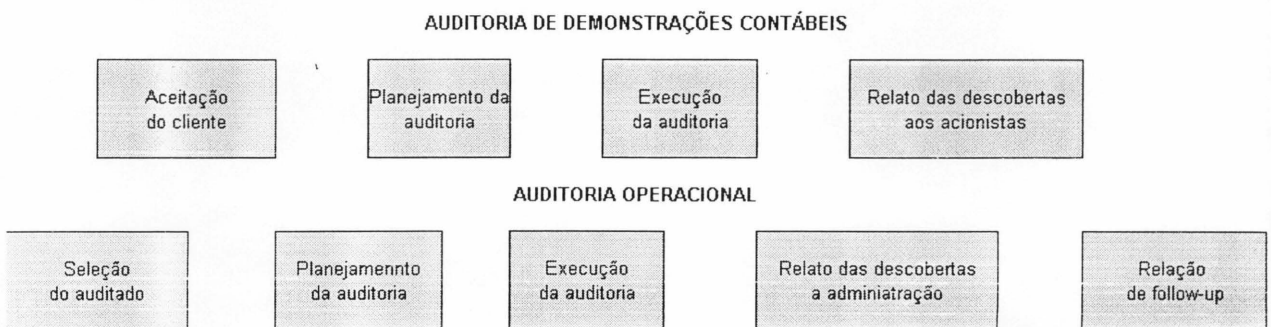 AUDITORIA DE DEMONSTRAÇÕES CONTÁBEIS
Aceitação
do cliente
Planejamento da
auditoria
Execução
da auditoria
Relato das descobertas
aos acionistas
AUDITORIA OPERACIONAL
Seleção
do auditado
Planejamennto
da auditoria
Execução
da auditoria
Relato das descobertas
a adminiatração
Relação
de follow-up